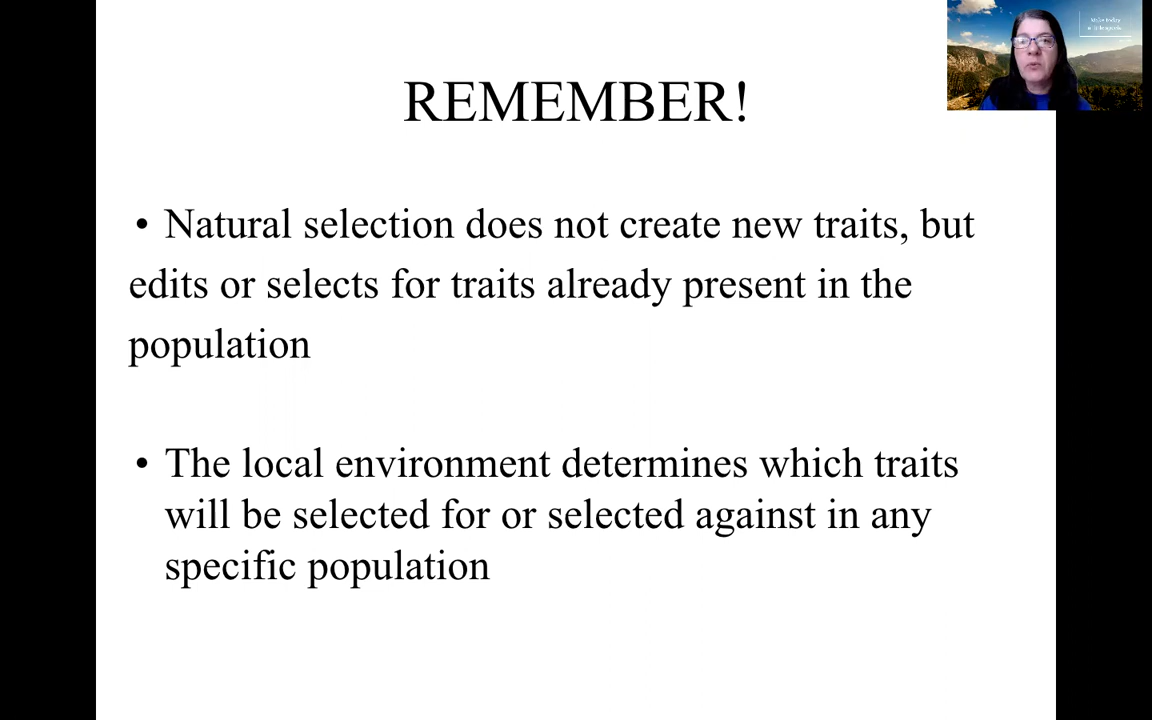 REMEMBER!
• Natural selection does not create new traits, but
edits or selects for traits already present in the
population
• The local environment determines which traits
will be selected for or selected against in any
specific population